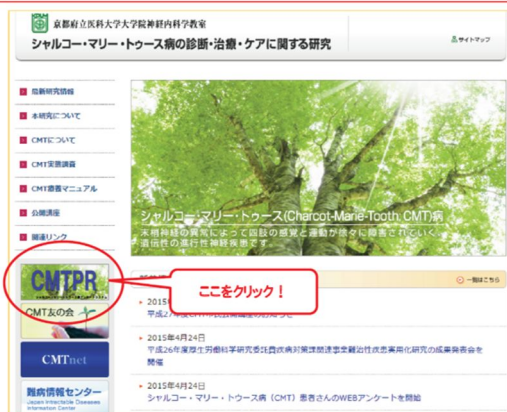 京都府立医科大学大学院神経内科学教室
シャルコー・マリー・トゥース病の診断・治療・ケアに関する研究
サイトマップ
最新研究情報
本研究について
CMTについて
CMT実態調査
CMT療養マニュアル
公開講座
関連リンク
シャルコー・マリー・トゥース(Charcot-Marie-Tooth, CMT)病
末梢神経の異常によって四肢の感覚と運動が徐々に障害されていく
遺伝性の進行性神経疾患です。
CMTPR
ここをクリック！
一覧はこちら
CMT友の会
2015年4月24日
平成26年度厚生労働科学研究委託費疾病対策課関連事業難治性疾患実用化研究の成果発表会を
開催
CMTnet
難病情報センター
Japan Intractable Diseases
Information Center
2015年4月24日
シャルコー・マリー・トゥース病（CMT）患者さんのWEBアンケートを開始